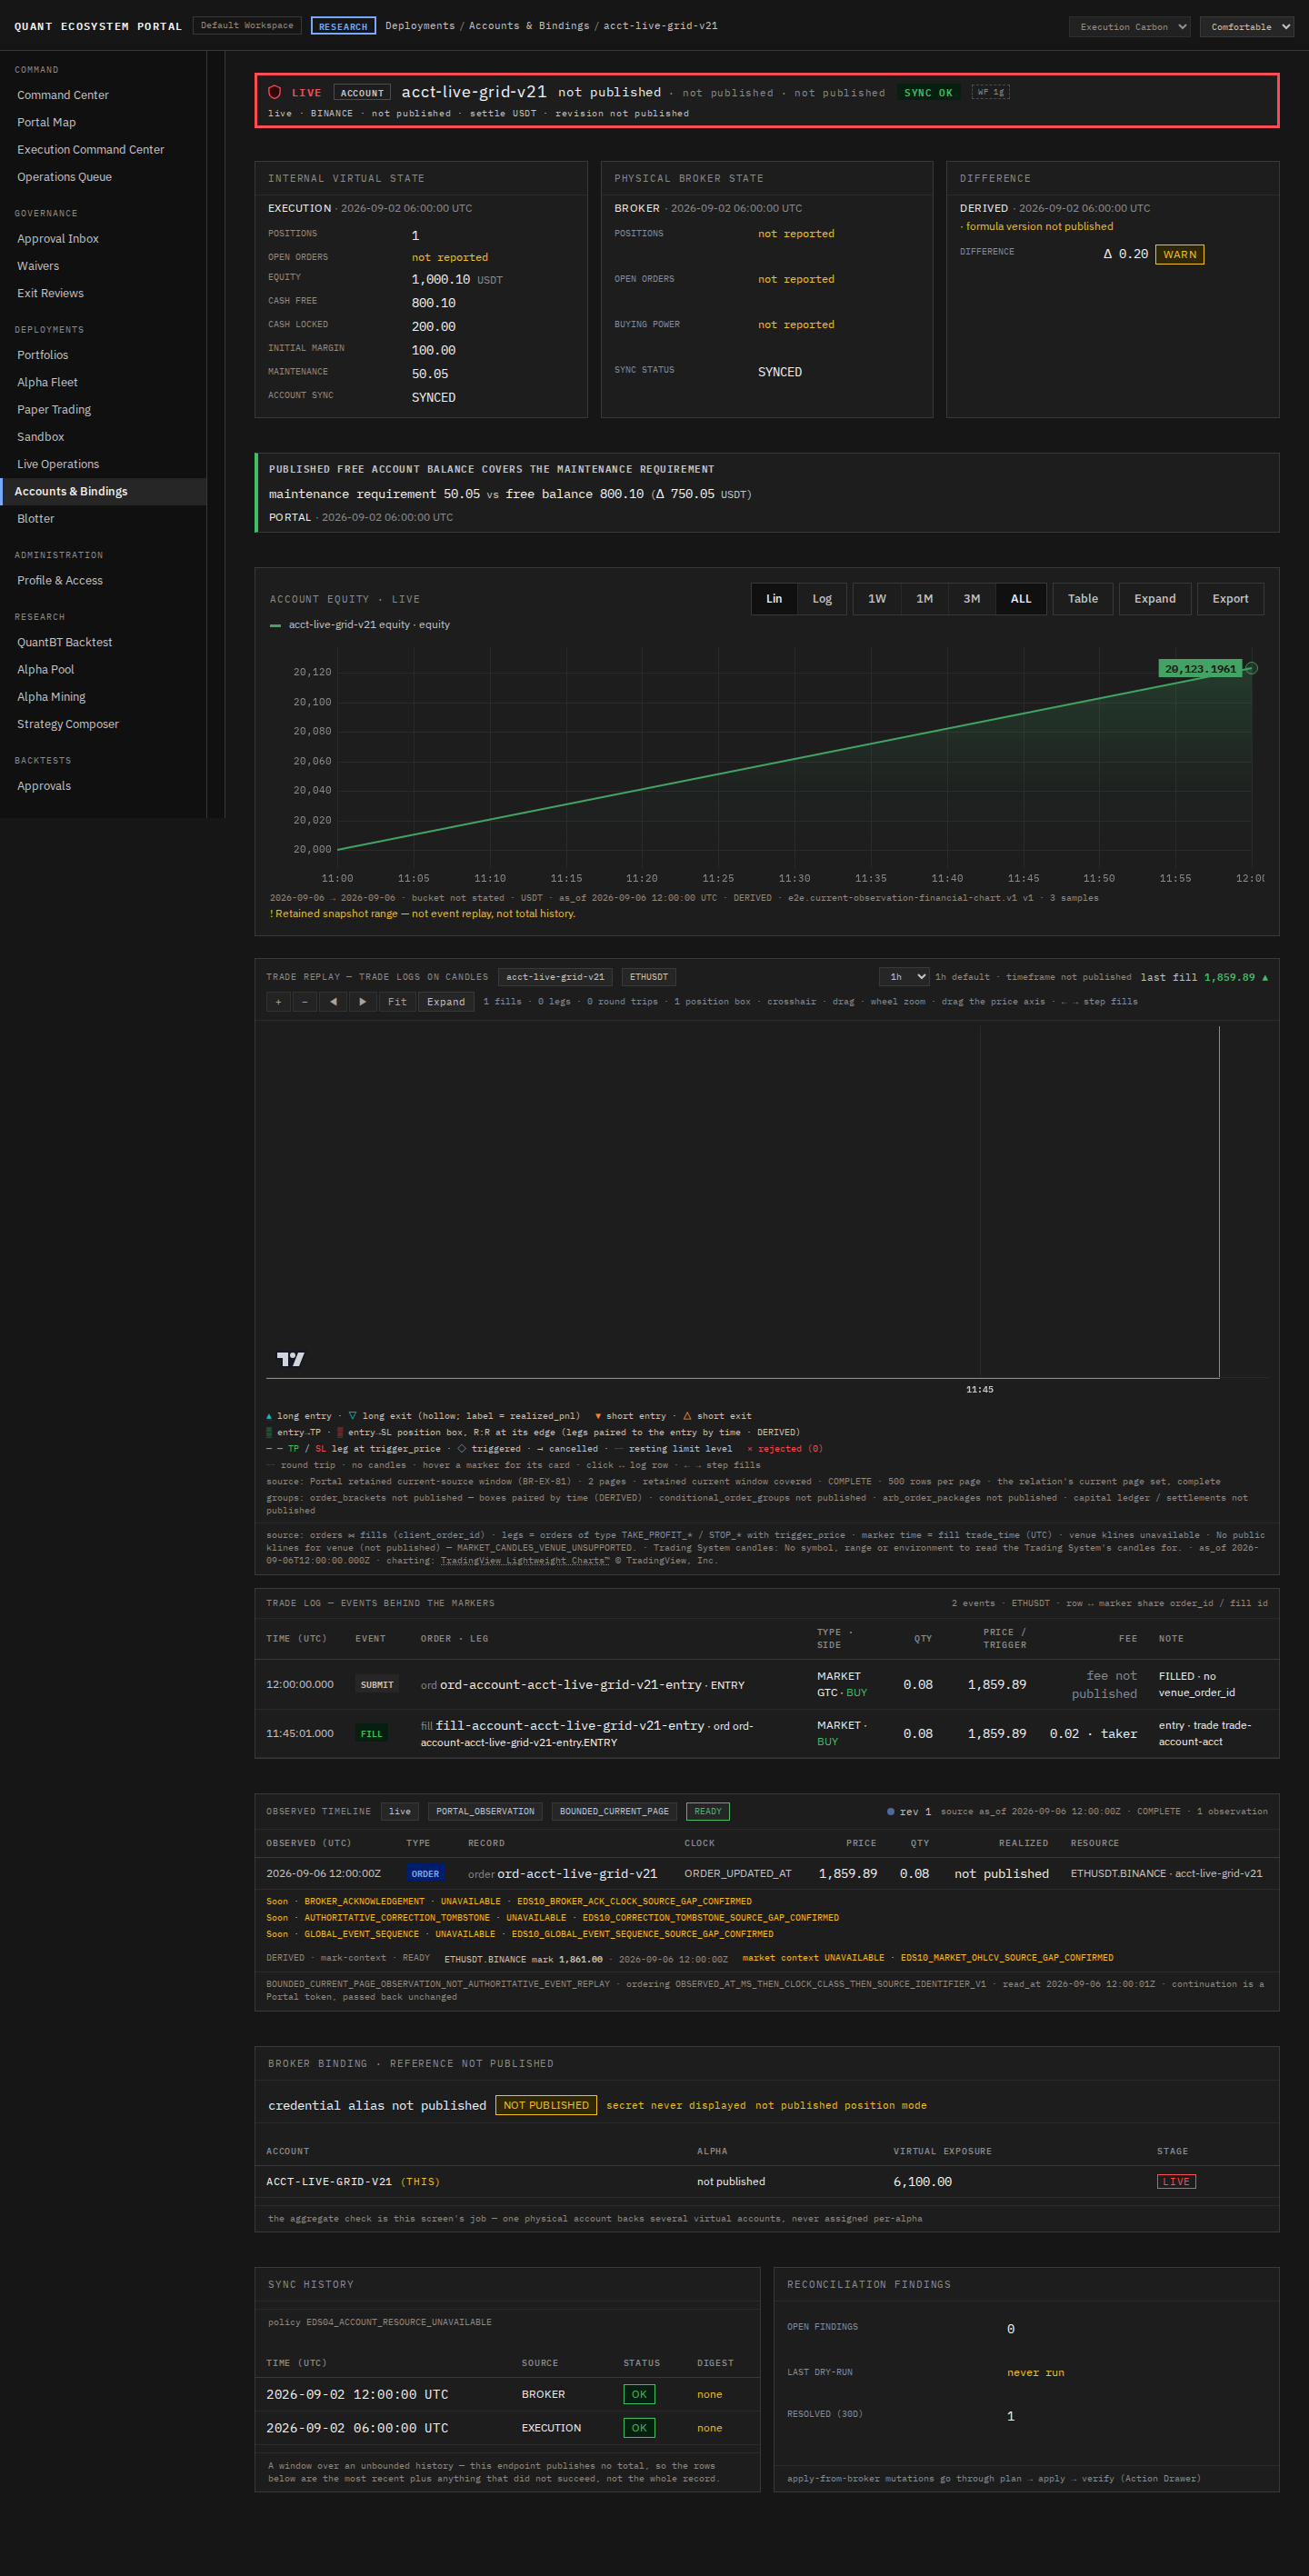 QUANT ECOSYSTEM PORTAL Default Workspace RESEARCH Deployments / Accounts & Bindings / acct-live-grid-v21 Execution Carbon Comfortable
COMMAND
Command Center
Portal Map
Execution Command Center
Operations Queue
GOVERNANCE
Approval Inbox
Waivers
Exit Reviews
DEPLOYMENTS
Portfolios
Alpha Fleet
Paper Trading
Sandbox
Live Operations
Accounts & Bindings
Blotter
ADMINISTRATION
Profile & Access
RESEARCH
QuantBT Backtest
Alpha Pool
Alpha Mining
Strategy Composer
BACKTESTS
Approvals
LIVE ACCOUNT acct-live-grid-v21 not published · not published · not published SYNC OK WF 1g
live · BINANCE · not published · settle USDT · revision not published
INTERNAL VIRTUAL STATE
EXECUTION · 2026-09-02 06:00:00 UTC
POSITIONS 1
OPEN ORDERS not reported
EQUITY 1,000.10 USDT
CASH FREE 800.10
CASH LOCKED 200.00
INITIAL MARGIN 100.00
MAINTENANCE 50.05
ACCOUNT SYNC SYNCED
PHYSICAL BROKER STATE
BROKER · 2026-09-02 06:00:00 UTC
POSITIONS not reported
OPEN ORDERS not reported
BUYING POWER not reported
SYNC STATUS SYNCED
DIFFERENCE
DERIVED · 2026-09-02 06:00:00 UTC
· formula version not published
DIFFERENCE Δ 0.20 WARN
PUBLISHED FREE ACCOUNT BALANCE COVERS THE MAINTENANCE REQUIREMENT
maintenance requirement 50.05 vs free balance 800.10 (Δ 750.05 USDT)
PORTAL · 2026-09-02 06:00:00 UTC
ACCOUNT EQUITY · LIVE Lin Log 1W 1M 3M ALL Table Expand Export
acct-live-grid-v21 equity · equity
20,123.1961
20,120
20,100
20,080
20,060
20,040
20,020
20,000
11:00 11:05 11:10 11:15 11:20 11:25 11:30 11:35 11:40 11:45 11:50 11:55 12:00
2026-09-06 → 2026-09-06 · bucket not stated · USDT · as_of 2026-09-06 12:00:00 UTC · DERIVED · e2e.current-observation-financial-chart.v1 v1 · 3 samples
! Retained snapshot range — not event replay, not total history.
TRADE REPLAY — TRADE LOGS ON CANDLES acct-live-grid-v21 ETHUSDT 1h 1h default · timeframe not published last fill 1,859.89 ▲
+ − ◀ ▶ Fit Expand 1 fills · 0 legs · 0 round trips · 1 position box · crosshair · drag · wheel zoom · drag the price axis · ← → step fills
11:45
▲ long entry · ▽ long exit (hollow; label = realized_pnl) ▼ short entry · △ short exit
▒ entry→TP · ▒ entry→SL position box, R:R at its edge (legs paired to the entry by time · DERIVED)
— — TP / SL leg at trigger_price · ◇ triggered · ⊣ cancelled · ┈ resting limit level × rejected (0)
┈ round trip · no candles · hover a marker for its card · click ↔ log row · ← → step fills
source: Portal retained current-source window (BR-EX-81) · 2 pages · retained current window covered · COMPLETE · 500 rows per page · the relation's current page set, complete
groups: order_brackets not published — boxes paired by time (DERIVED) · conditional_order_groups not published · arb_order_packages not published · capital ledger / settlements not
published
source: orders ⋈ fills (client_order_id) · legs = orders of type TAKE_PROFIT_* / STOP_* with trigger_price · marker time = fill trade_time (UTC) · venue klines unavailable · No public
klines for venue (not published) — MARKET_CANDLES_VENUE_UNSUPPORTED. · Trading System candles: No symbol, range or environment to read the Trading System's candles for. · as_of 2026-
09-06T12:00:00.000Z · charting: TradingView Lightweight Charts™ © TradingView, Inc.
TRADE LOG — EVENTS BEHIND THE MARKERS 2 events · ETHUSDT · row ↔ marker share order_id / fill id
TIME (UTC) EVENT ORDER · LEG TYPE · SIDE QTY PRICE / TRIGGER FEE NOTE
12:00:00.000 SUBMIT ord ord-account-acct-live-grid-v21-entry · ENTRY MARKET GTC · BUY 0.08 1,859.89 fee not published FILLED · no venue_order_id
11:45:01.000 FILL fill fill-account-acct-live-grid-v21-entry · ord ord-account-acct-live-grid-v21-entry.ENTRY MARKET · BUY 0.08 1,859.89 0.02 · taker entry · trade trade-account-acct
OBSERVED TIMELINE live PORTAL_OBSERVATION BOUNDED_CURRENT_PAGE READY rev 1 source as_of 2026-09-06 12:00:00Z · COMPLETE · 1 observation
OBSERVED (UTC) TYPE RECORD CLOCK PRICE QTY REALIZED RESOURCE
2026-09-06 12:00:00Z ORDER order ord-acct-live-grid-v21 ORDER_UPDATED_AT 1,859.89 0.08 not published ETHUSDT.BINANCE · acct-live-grid-v21
Soon · BROKER_ACKNOWLEDGEMENT · UNAVAILABLE · EDS10_BROKER_ACK_CLOCK_SOURCE_GAP_CONFIRMED
Soon · AUTHORITATIVE_CORRECTION_TOMBSTONE · UNAVAILABLE · EDS10_CORRECTION_TOMBSTONE_SOURCE_GAP_CONFIRMED
Soon · GLOBAL_EVENT_SEQUENCE · UNAVAILABLE · EDS10_GLOBAL_EVENT_SEQUENCE_SOURCE_GAP_CONFIRMED
DERIVED · mark-context · READY ETHUSDT.BINANCE mark 1,861.00 · 2026-09-06 12:00:00Z market context UNAVAILABLE · EDS10_MARKET_OHLCV_SOURCE_GAP_CONFIRMED
BOUNDED_CURRENT_PAGE_OBSERVATION_NOT_AUTHORITATIVE_EVENT_REPLAY · ordering OBSERVED_AT_MS_THEN_CLOCK_CLASS_THEN_SOURCE_IDENTIFIER_V1 · read_at 2026-09-06 12:00:01Z · continuation is a
Portal token, passed back unchanged
BROKER BINDING · REFERENCE NOT PUBLISHED
credential alias not published NOT PUBLISHED secret never displayed not published position mode
ACCOUNT ALPHA VIRTUAL EXPOSURE STAGE
ACCT-LIVE-GRID-V21 (THIS) not published 6,100.00 LIVE
the aggregate check is this screen's job — one physical account backs several virtual accounts, never assigned per-alpha
SYNC HISTORY
policy EDS04_ACCOUNT_RESOURCE_UNAVAILABLE
TIME (UTC) SOURCE STATUS DIGEST
2026-09-02 12:00:00 UTC BROKER OK none
2026-09-02 06:00:00 UTC EXECUTION OK none
A window over an unbounded history — this endpoint publishes no total, so the rows
below are the most recent plus anything that did not succeed, not the whole record.
RECONCILIATION FINDINGS
OPEN FINDINGS 0
LAST DRY-RUN never run
RESOLVED (30D) 1
apply-from-broker mutations go through plan → apply → verify (Action Drawer)